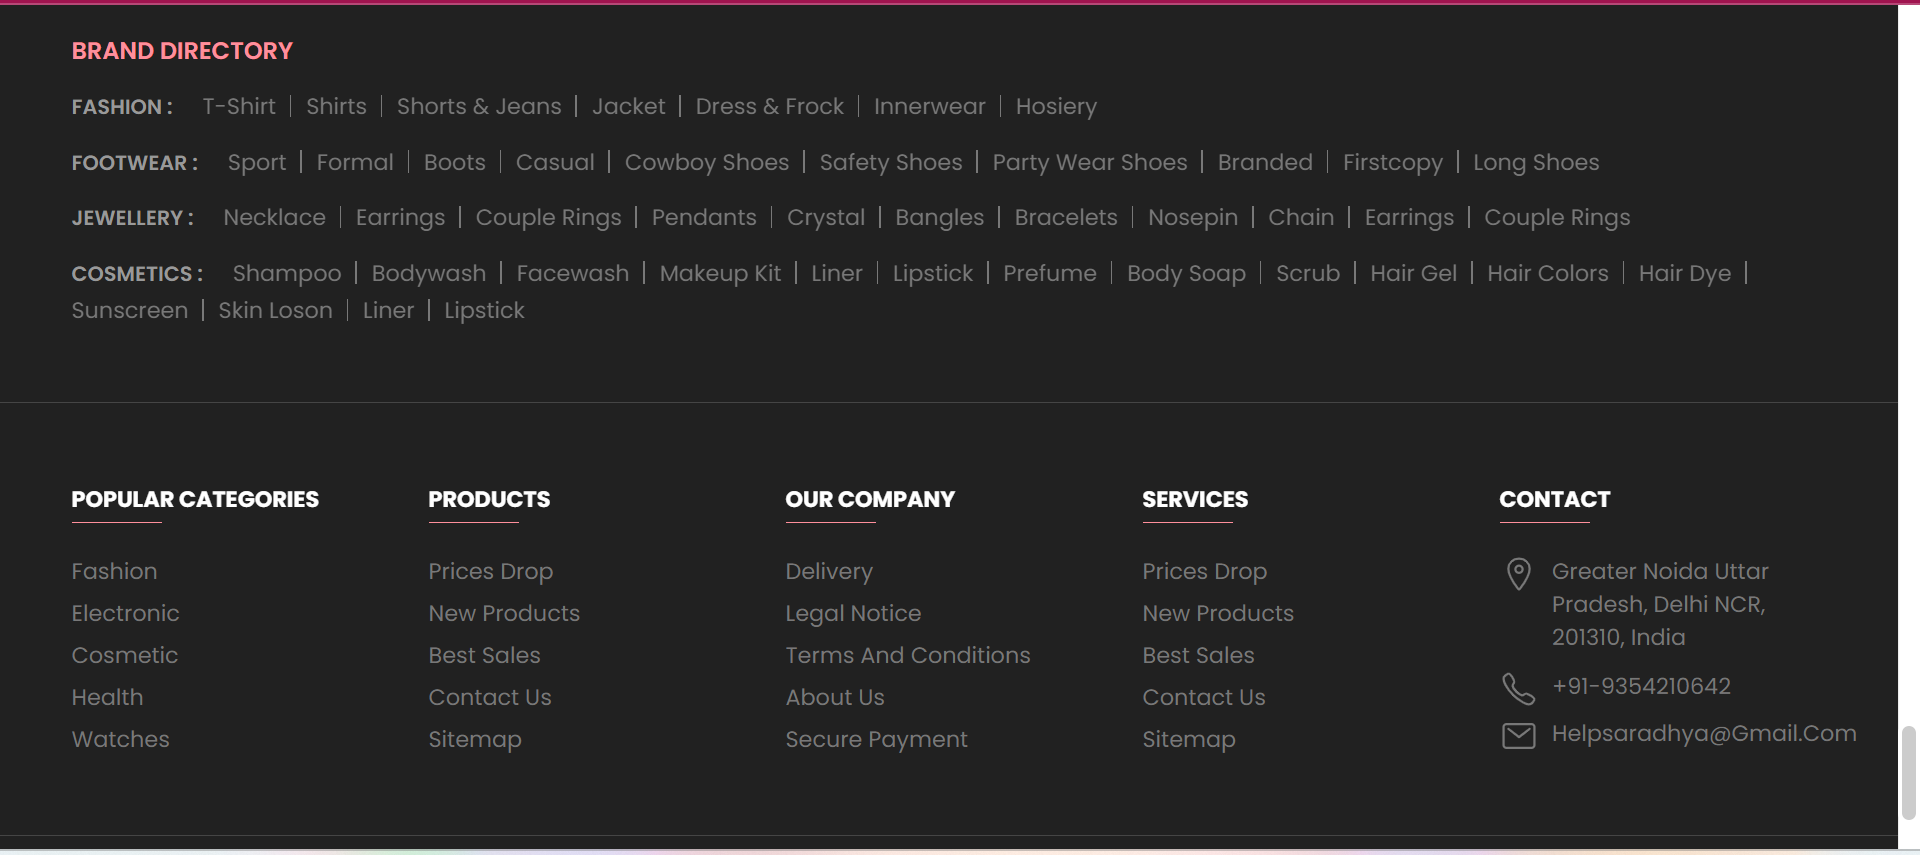 BRAND DIRECTORY
FASHION : T-Shirt | Shirts | Shorts & Jeans | Jacket | Dress & Frock | Innerwear | Hosiery
FOOTWEAR : Sport | Formal | Boots | Casual | Cowboy Shoes | Safety Shoes | Party Wear Shoes | Branded | Firstcopy | Long Shoes
JEWELLERY : Necklace | Earrings | Couple Rings | Pendants | Crystal | Bangles | Bracelets | Nosepin | Chain | Earrings | Couple Rings
COSMETICS : Shampoo | Bodywash | Facewash | Makeup Kit | Liner | Lipstick | Prefume | Body Soap | Scrub | Hair Gel | Hair Colors | Hair Dye |
Sunscreen | Skin Loson | Liner | Lipstick
POPULAR CATEGORIES
Fashion
Electronic
Cosmetic
Health
Watches
PRODUCTS
Prices Drop
New Products
Best Sales
Contact Us
Sitemap
OUR COMPANY
Delivery
Legal Notice
Terms And Conditions
About Us
Secure Payment
SERVICES
Prices Drop
New Products
Best Sales
Contact Us
Sitemap
CONTACT
Greater Noida Uttar
Pradesh, Delhi NCR,
201310, India
+91-9354210642
Helpsaradhya@Gmail.Com